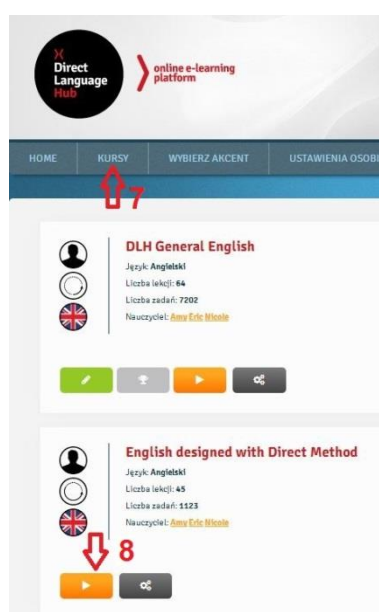 Direct
Language
Hub
online e-learning
platform
HOME KURSY WYBIERZ AKCENT USTAWIENIA OSOBI
7
DLH General English
Język: Angielski
Liczba lekcji: 64
Liczba zadań: 7202
Nauczyciel: Amy Eric Nicole
English designed with Direct Method
Język: Angielski
Liczba lekcji: 45
Liczba zadań: 1123
Nauczyciel: Amy Eric Nicole
8